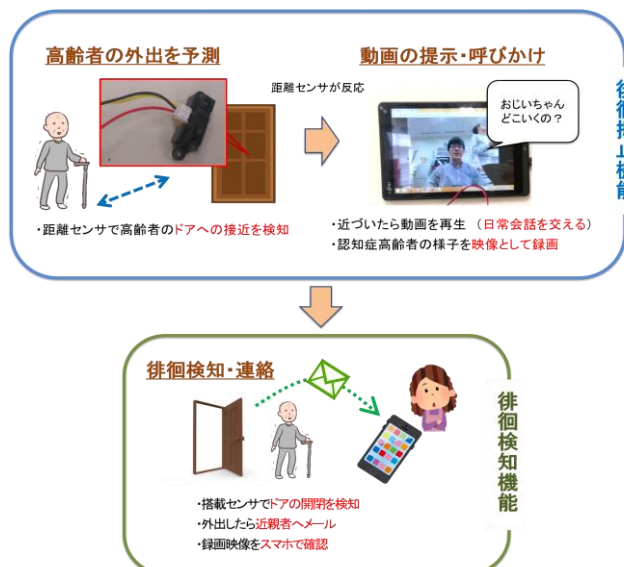 高齢者の外出を予測
動画の提示・呼びかけ
距離センサが反応
おじいちゃん
どこいくの？
・距離センサで高齢者のドアへの接近を検知
・近づいたら動画を再生 （日常会話を交える）
・認知症高齢者の様子を映像として録画
徘徊抑止機能
徘徊検知・連絡
・搭載センサでドアの開閉を検知
・外出したら近親者へメール
・録画映像をスマホで確認
徘徊検知機能